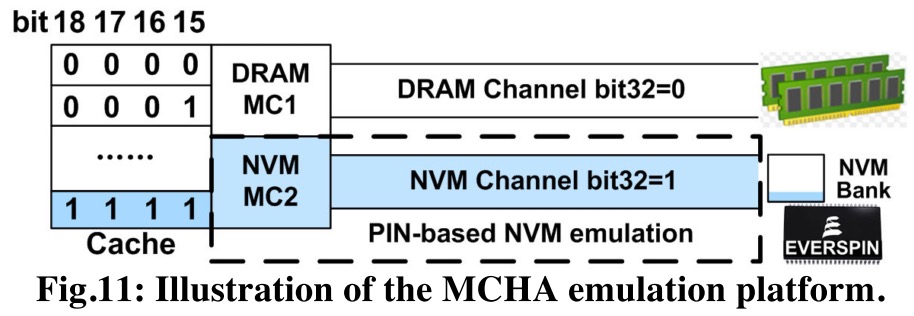 bit 18 17 16 15
0 0 0 0
0 0 0 1
......
1 1 1 1
Cache
DRAM
MC1
NVM
MC2
DRAM Channel bit32=0
NVM Channel bit32=1
PIN-based NVM emulation
NVM
Bank
EVERSPIN
Fig.11: Illustration of the MCHA emulation platform.